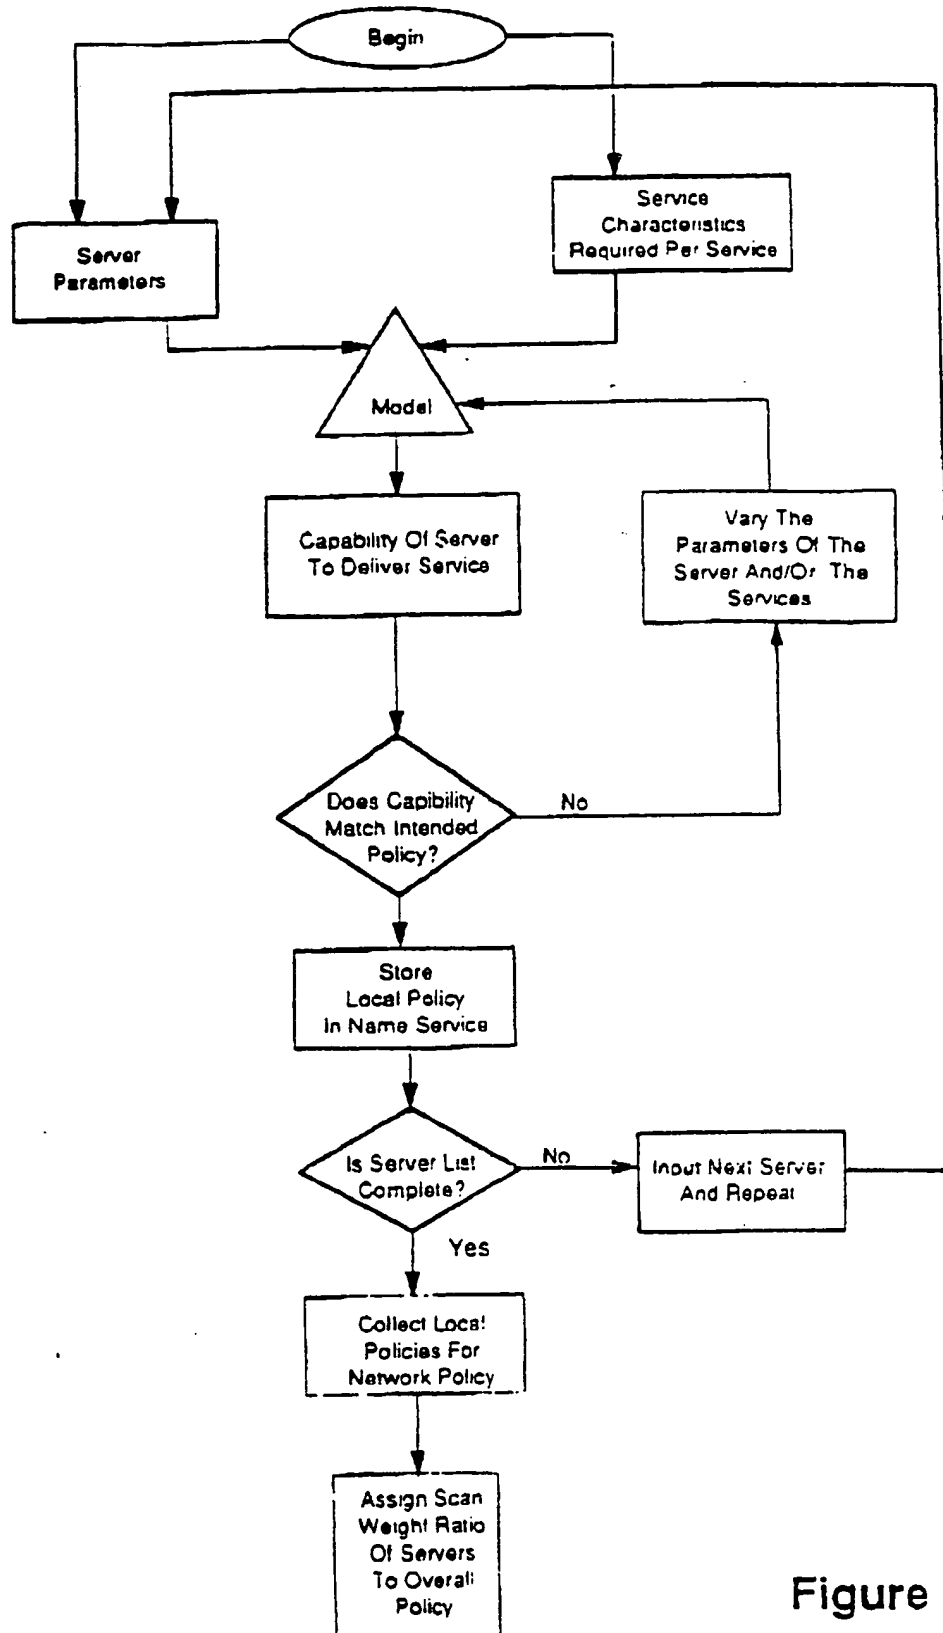 Begin
Service
Characteristics
Required Per Service
Server
Parameters
Model
Capability Of Server
To Deliver Service
Vary The
Parameters Of The
Server And/Or The
Services
Does Capibility
Match Intended
Policy?
No
Store
Local Policy
In Name Service
Is Server List
Complete?
No
Input Next Server
And Repeat
Yes
Collect Local
Policies For
Network Policy
Assign Scan
Weight Ratio
Of Servers
To Overall
Policy
Figure